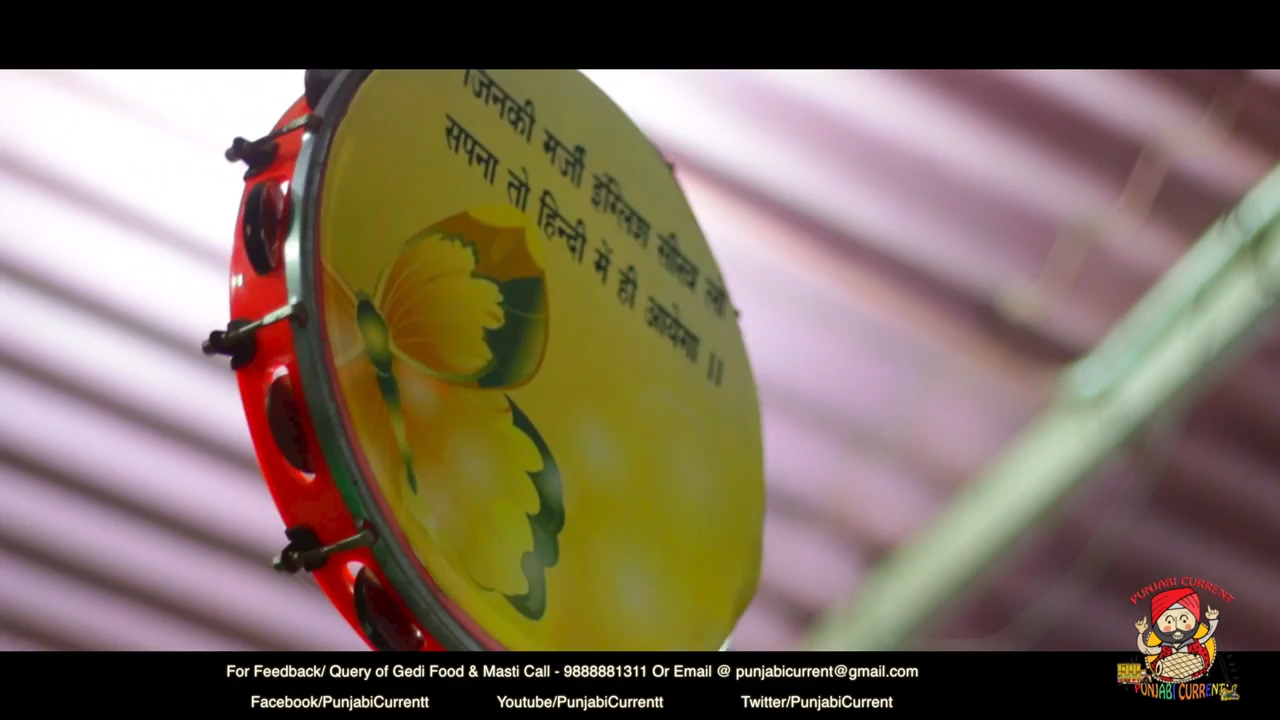 जिनकी मर्जी इंग्लिश सीख लो
सपना तो हिन्दी में ही आयेगा ॥
For Feedback/ Query of Gedi Food & Masti Call - 9888881311 Or Email @ punjabicurrent@gmail.com
Facebook/PunjabiCurrentt Youtube/PunjabiCurrentt Twitter/PunjabiCurrent
PUNJABI CURRENT
PUNJABI CURRENT